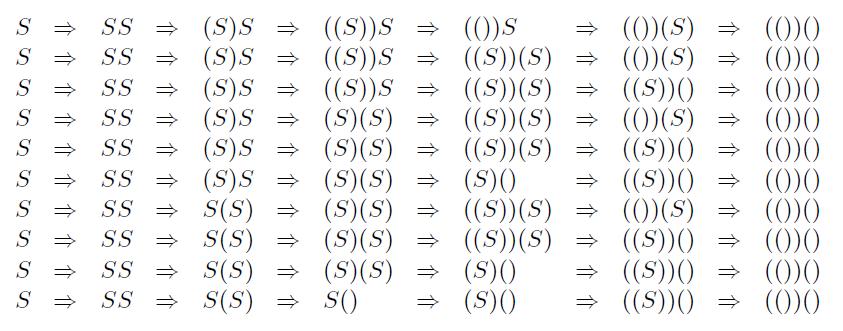 S ⇒ SS ⇒ (S)S ⇒ ((S))S ⇒ (())S ⇒ (())(S) ⇒ (())()
S ⇒ SS ⇒ (S)S ⇒ ((S))S ⇒ ((S))(S) ⇒ (())(S) ⇒ (())()
S ⇒ SS ⇒ (S)S ⇒ ((S))S ⇒ ((S))(S) ⇒ ((S))() ⇒ (())()
S ⇒ SS ⇒ (S)S ⇒ (S)(S) ⇒ ((S))(S) ⇒ (())(S) ⇒ (())()
S ⇒ SS ⇒ (S)S ⇒ (S)(S) ⇒ ((S))(S) ⇒ ((S))() ⇒ (())()
S ⇒ SS ⇒ (S)S ⇒ (S)(S) ⇒ (S)() ⇒ ((S))() ⇒ (())()
S ⇒ SS ⇒ S(S) ⇒ (S)(S) ⇒ ((S))(S) ⇒ (())(S) ⇒ (())()
S ⇒ SS ⇒ S(S) ⇒ (S)(S) ⇒ ((S))(S) ⇒ ((S))() ⇒ (())()
S ⇒ SS ⇒ S(S) ⇒ (S)(S) ⇒ (S)() ⇒ ((S))() ⇒ (())()
S ⇒ SS ⇒ S(S) ⇒ S() ⇒ (S)() ⇒ ((S))() ⇒ (())()